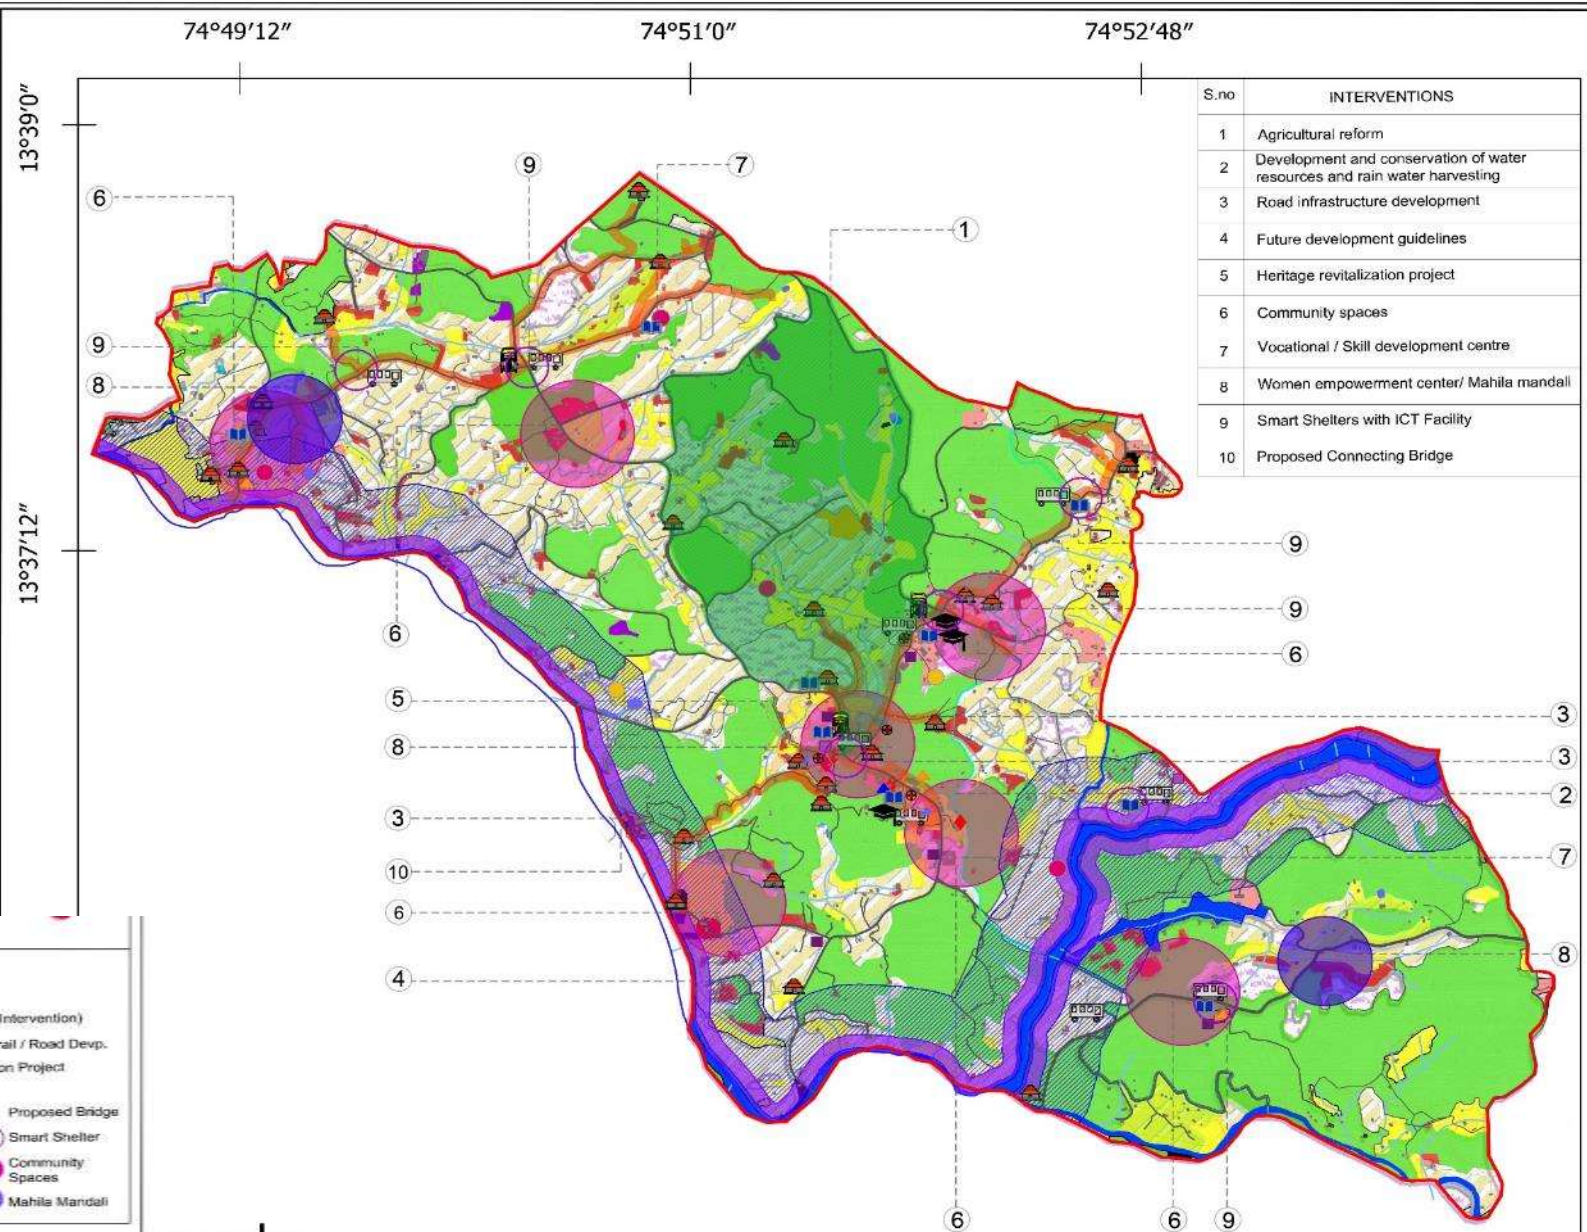 74°49'12"
74°51'0"
74°52'48"
13°39'0"
13°37'12"
S.no INTERVENTIONS
1 Agricultural reform
2 Development and conservation of water
resources and rain water harvesting
3 Road infrastructure development
4 Future development guidelines
5 Heritage revitalization project
6 Community spaces
7 Vocational / Skill development centre
8 Women empowerment center/ Mahila mandali
9 Smart Shelters with ICT Facility
10 Proposed Connecting Bridge
9
7
6
1
9
8
9
9
6
6
5
3
8
3
2
3
7
10
6
8
4
6
6
9
Intervention)
rail / Road Devp.
on Project
Proposed Bridge
Smart Shelter
Community
Spaces
Mahila Mandali